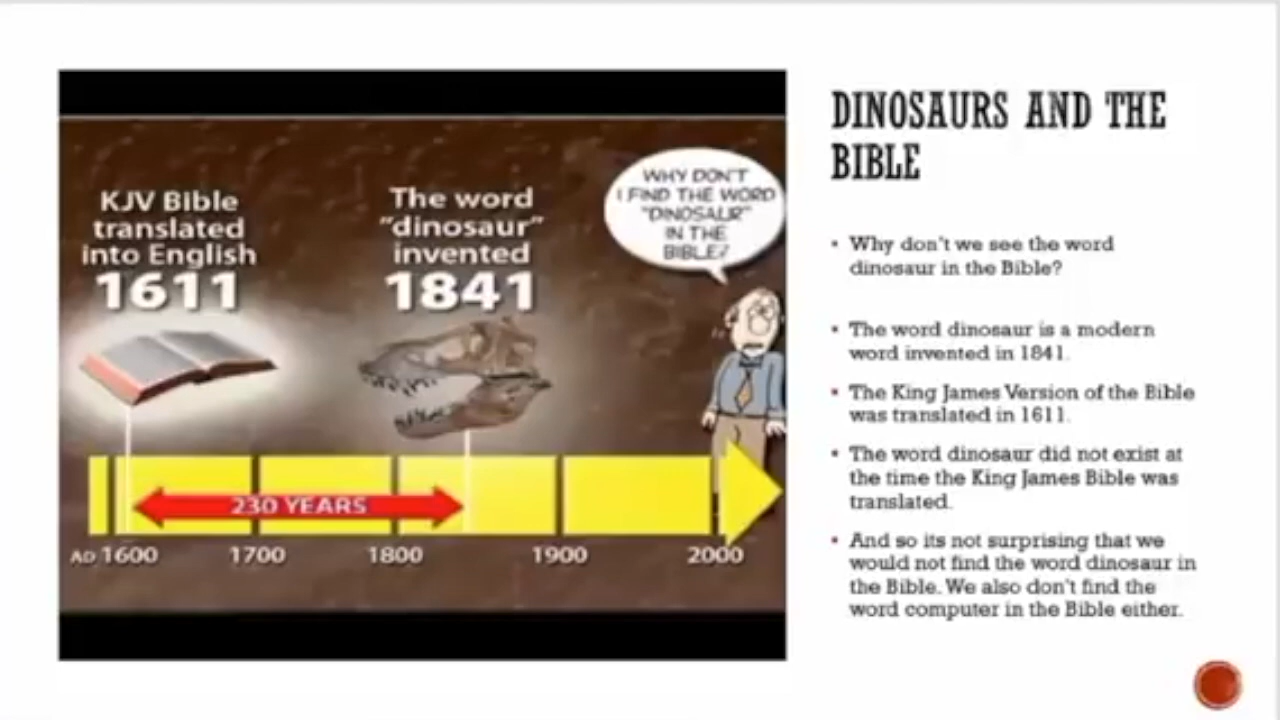 KJV Bible
translated
into English
1611
The word
"dinosaur"
invented
1841
WHY DON'T
I FIND THE WORD
"DINOSAUR"
IN THE
BIBLE?
230 YEARS
AD 1600 1700 1800 1900 2000
DINOSAURS AND THE
BIBLE
• Why don't we see the word
dinosaur in the Bible?
• The word dinosaur is a modern
word invented in 1841.
• The King James Version of the Bible
was translated in 1611.
• The word dinosaur did not exist at
the time the King James Bible was
translated.
• And so its not surprising that we
would not find the word dinosaur in
the Bible. We also don't find the
word computer in the Bible either.